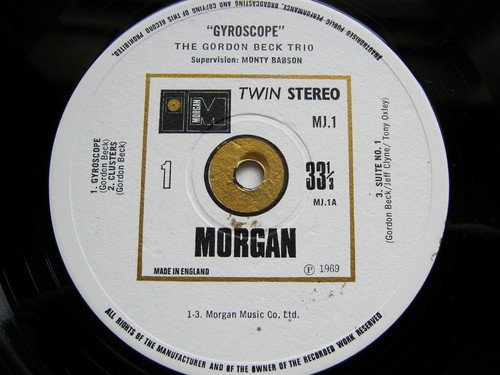 UNAUTHORISED PUBLIC PERFORMANCE, BROADCASTING AND COPYING OF THIS RECORD PROHIBITED.
"GYROSCOPE"
THE GORDON BECK TRIO
Supervision: MONTY BABSON
MORGAN
M
TWIN STEREO
MJ.1
1. GYROSCOPE
(Gordon Beck)
2. CLUSTERS
(Gordon Beck)
1
33⅓
MJ.1A
3. SUITE NO. 1
(Gordon Beck/Jeff Clyne/Tony Oxley)
MORGAN
MADE IN ENGLAND
Ⓟ 1969
1-3. Morgan Music Co. Ltd.
ALL RIGHTS OF THE MANUFACTURER AND OF THE OWNER OF THE RECORDED WORK RESERVED